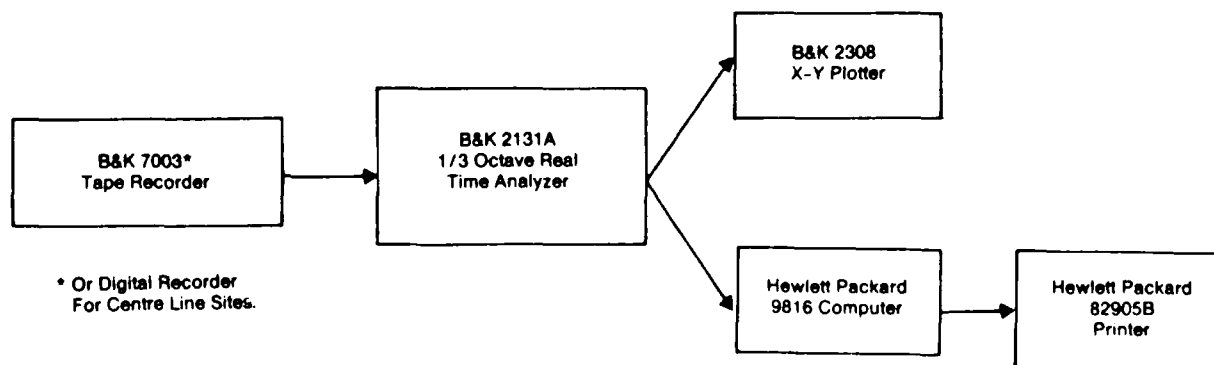 B&K 7003*
Tape Recorder
* Or Digital Recorder
For Centre Line Sites.
B&K 2131A
1/3 Octave Real
Time Analyzer
B&K 2308
X-Y Plotter
Hewlett Packard
9816 Computer
Hewlett Packard
82905B
Printer